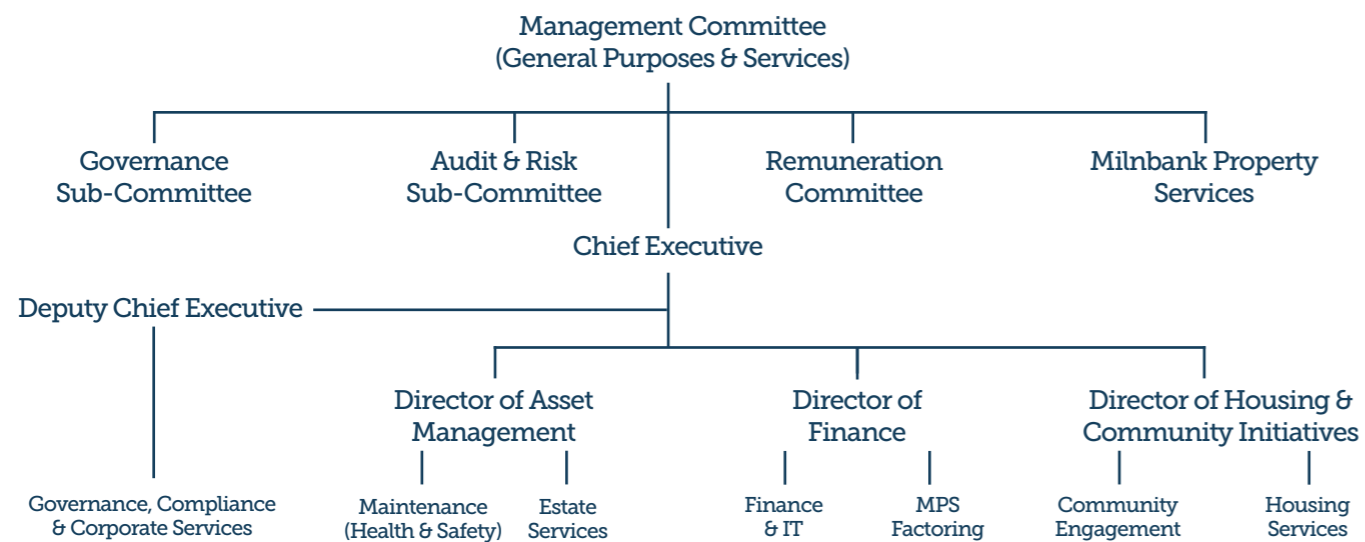 Management Committee
(General Purposes & Services)
Governance
Sub-Committee
Audit & Risk
Sub-Committee
Remuneration
Committee
Milnbank Property
Services
Chief Executive
Deputy Chief Executive
Director of Asset
Management
Director of
Finance
Director of Housing &
Community Initiatives
Governance, Compliance
& Corporate Services
Maintenance
(Health & Safety)
Estate
Services
Finance
& IT
MPS
Factoring
Community
Engagement
Housing
Services